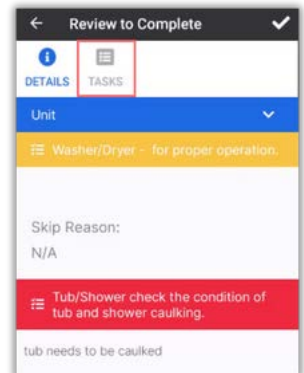 Review to Complete
DETAILS TASKS
Unit
Washer/Dryer - for proper operation.
Skip Reason:
N/A
Tub/Shower check the condition of
tub and shower caulking.
tub needs to be caulked